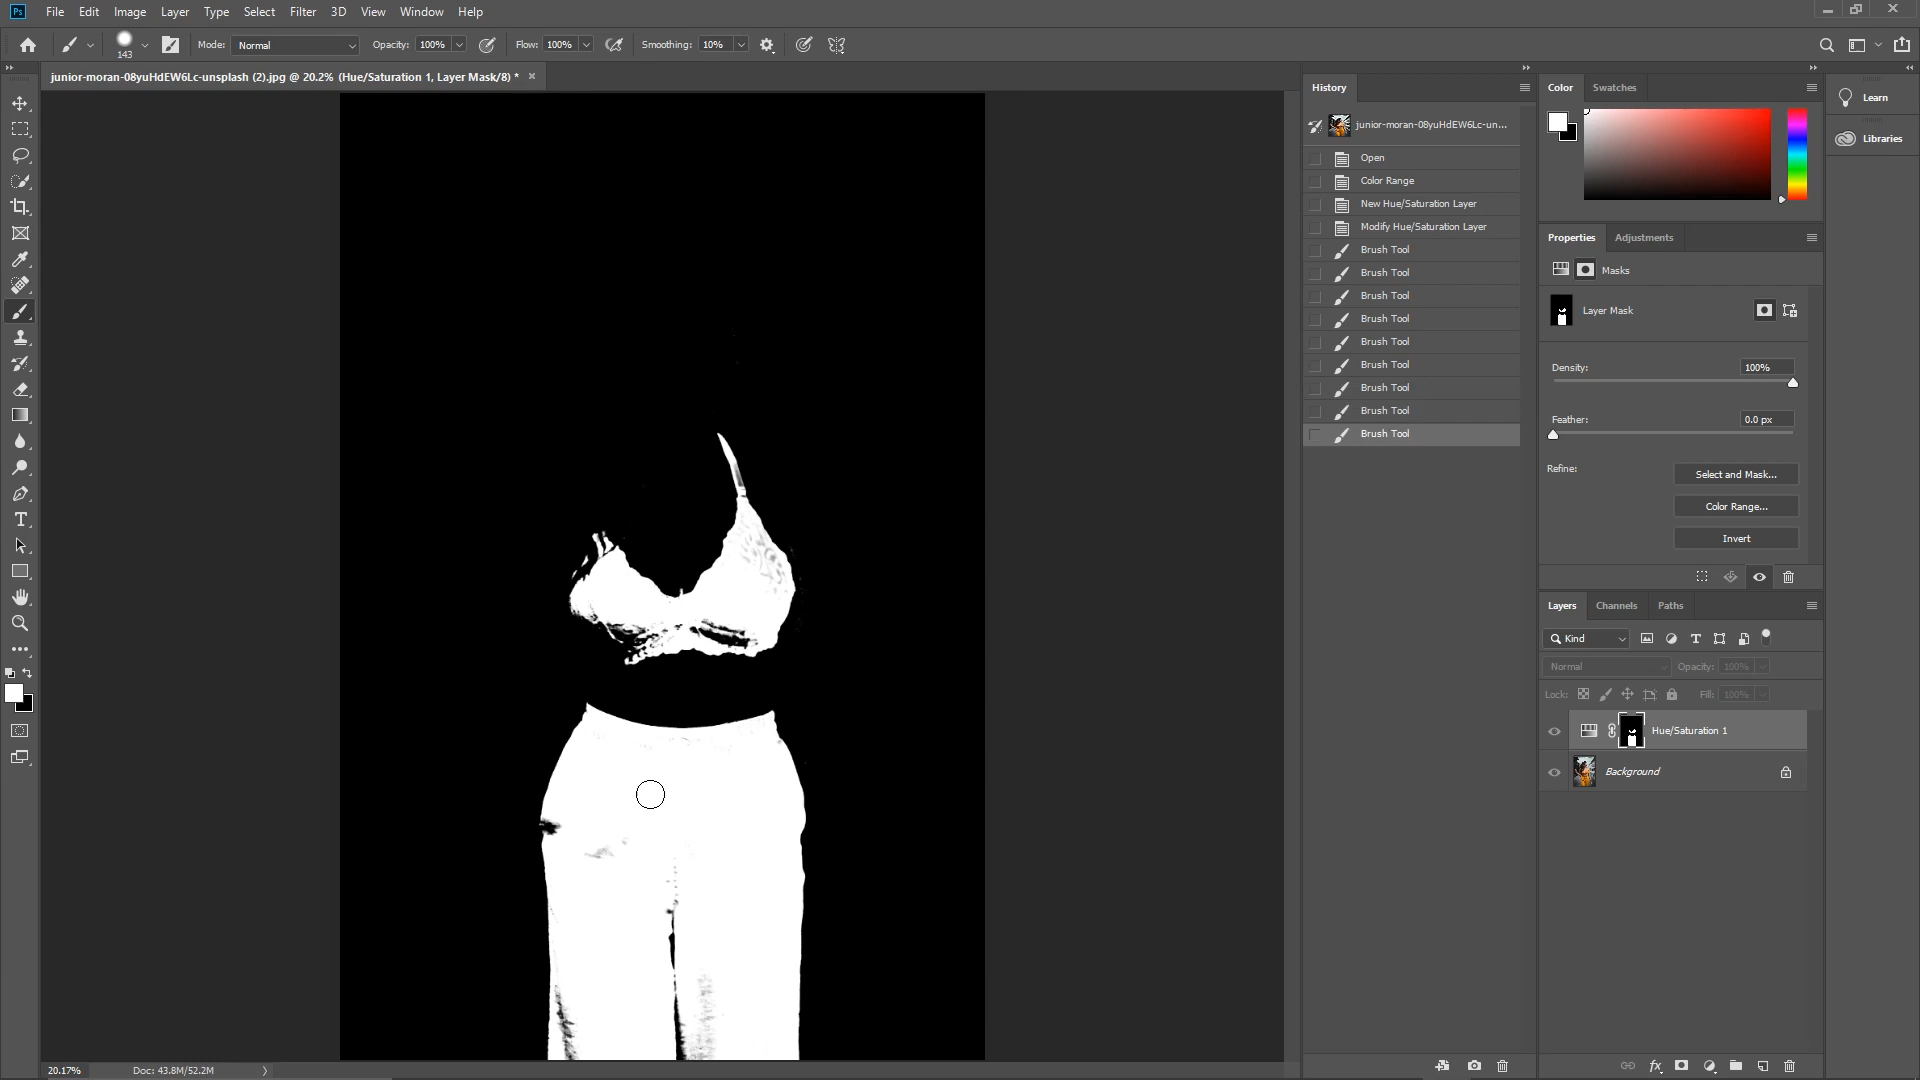 Ps File Edit Image Layer Type Select Filter 3D View Window Help
143 Mode: Normal Opacity: 100% Flow: 100% Smoothing: 10%
junior-moran-08yuHdEW6Lc-unsplash (2).jpg @ 20.2% (Hue/Saturation 1, Layer Mask/8) *
History
junior-moran-08yuHdEW6Lc-un...
Open
Color Range
New Hue/Saturation Layer
Modify Hue/Saturation Layer
Brush Tool
Brush Tool
Brush Tool
Brush Tool
Brush Tool
Brush Tool
Brush Tool
Brush Tool
Brush Tool
Color Swatches
Learn
Libraries
Properties Adjustments
Masks
Layer Mask
Density: 100%
Feather: 0.0 px
Refine: Select and Mask...
Color Range...
Invert
Layers Channels Paths
Kind
Normal Opacity: 100%
Lock: Fill: 100%
Hue/Saturation 1
Background
20.17% Doc: 43.8M/52.2M